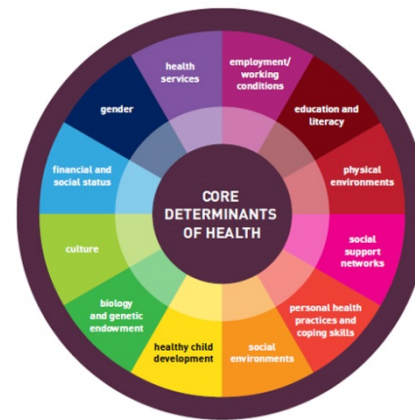 CORE
DETERMINANTS
OF HEALTH
health
services
employment/
working
conditions
education and
literacy
physical
environments
social
support
networks
personal health
practices and
coping skills
social
environments
healthy child
development
biology
and genetic
endowment
culture
financial and
social status
gender